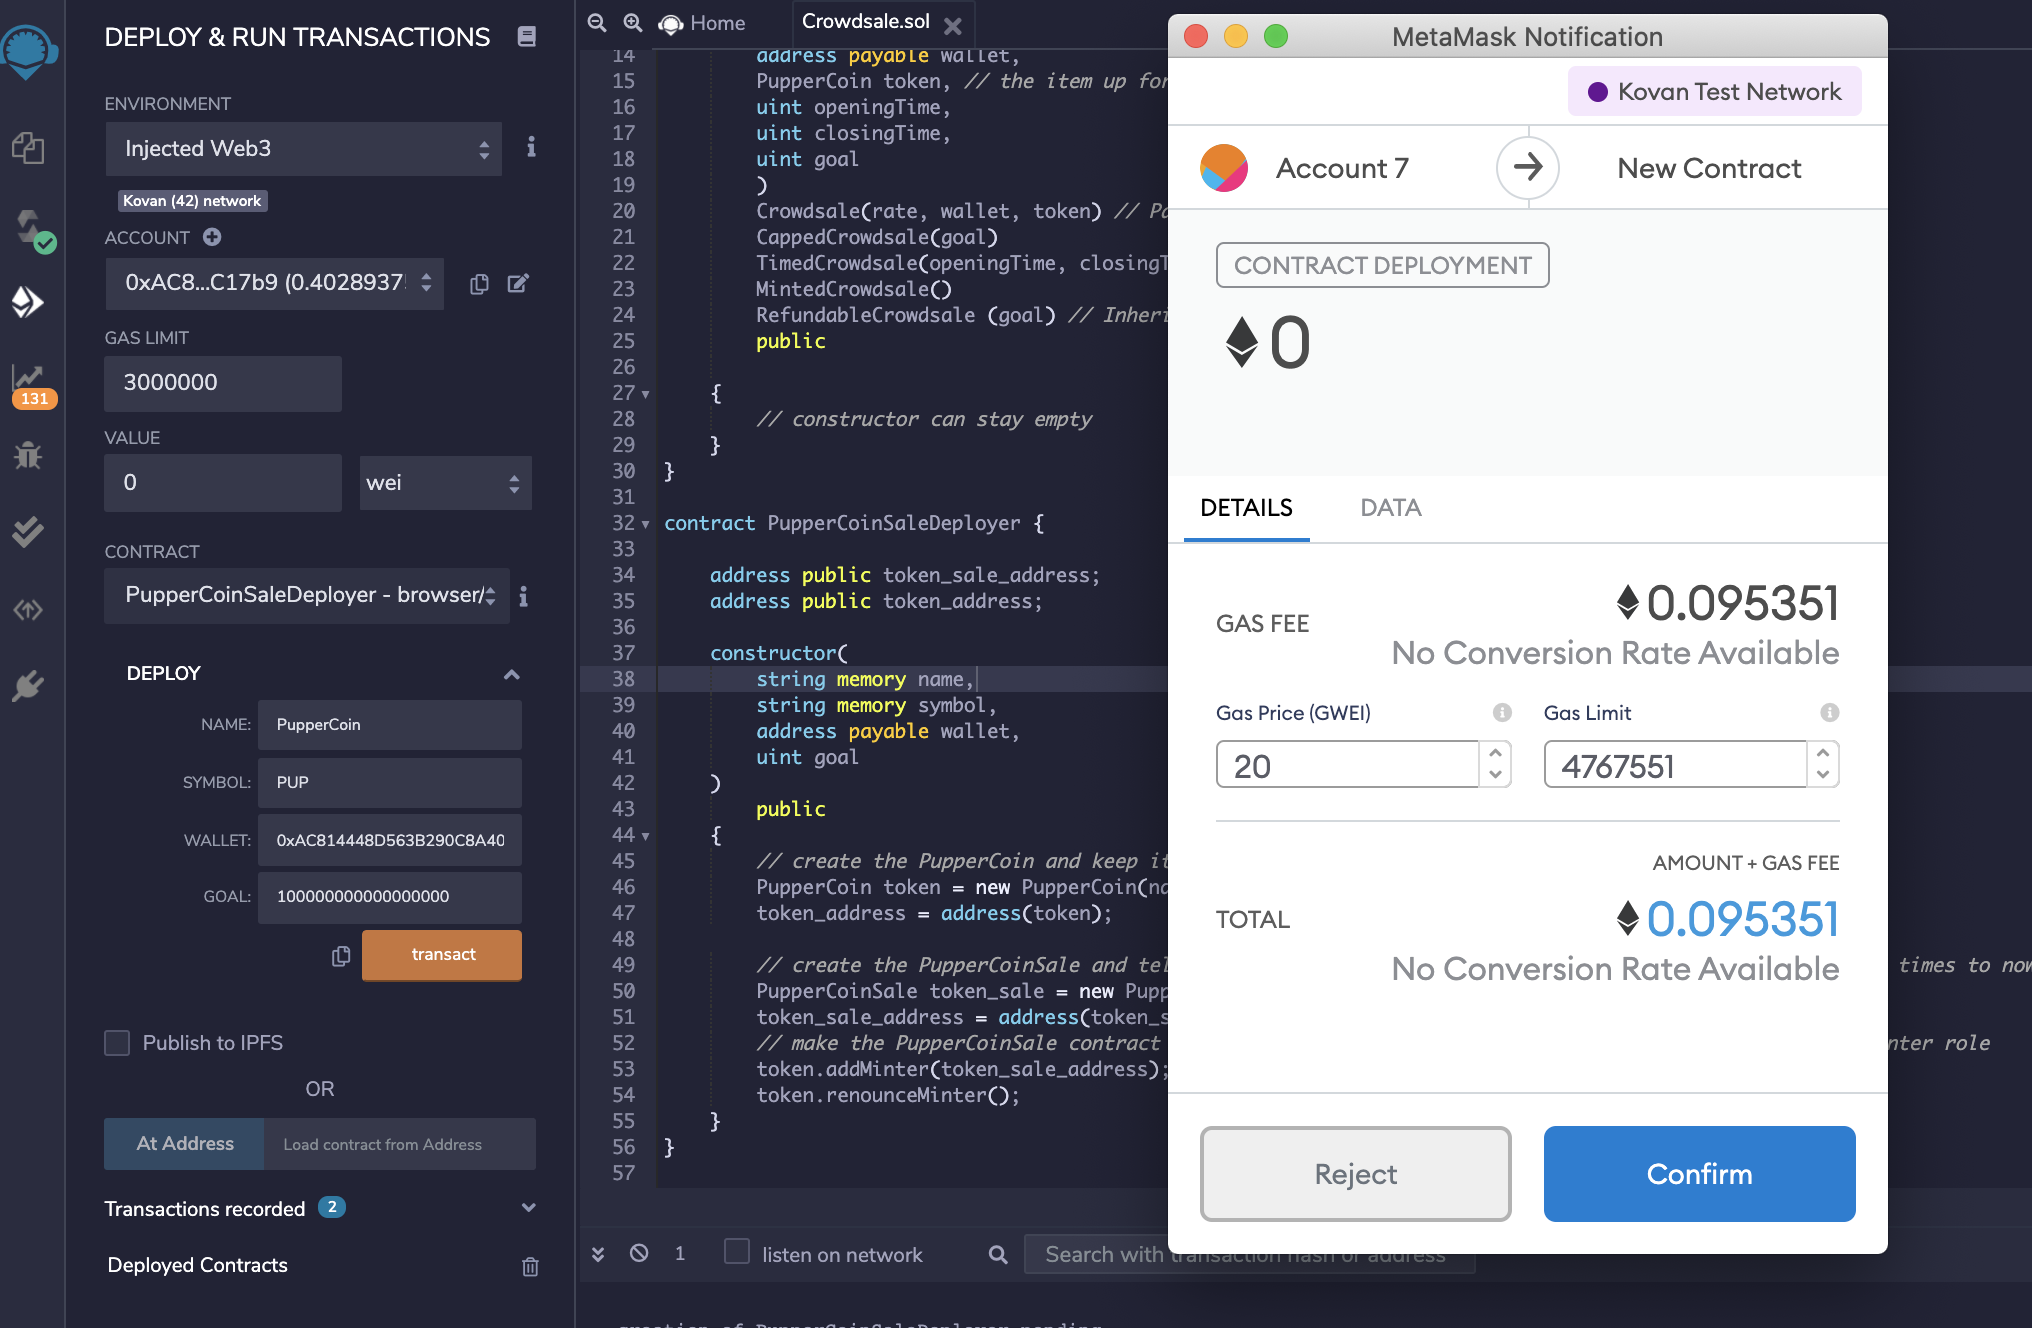 DEPLOY & RUN TRANSACTIONS
ENVIRONMENT
Injected Web3
Kovan (42) network
ACCOUNT
0xAC8...C17b9 (0.4028937
GAS LIMIT
3000000
131
VALUE
0
wei
CONTRACT
PupperCoinSaleDeployer - browser/
DEPLOY
NAME:
PupperCoin
SYMBOL:
PUP
WALLET:
0xAC814448D563B290C8A40
GOAL:
100000000000000000
transact
Publish to IPFS
OR
At Address
Load contract from Address
Transactions recorded 2
Deployed Contracts
Home
Crowdsale.sol
14 address payable wallet,
15 PupperCoin token, // the item up for
16 uint openingTime,
17 uint closingTime,
18 uint goal
19 )
20 Crowdsale(rate, wallet, token) //
21 CappedCrowdsale(goal)
22 TimedCrowdsale(openingTime, closingT
23 MintedCrowdsale()
24 RefundableCrowdsale (goal) // Inheri
25 public
26
27 {
28 // constructor can stay empty
29 }
30 }
31
32 contract PupperCoinSaleDeployer {
33
34 address public token_sale_address;
35 address public token_address;
36
37 constructor(
38 string memory name,
39 string memory symbol,
40 address payable wallet,
41 uint goal
42 )
43 public
44 {
45 // create the PupperCoin and keep it
46 PupperCoin token = new PupperCoin(na
47 token_address = address(token);
48
49 // create the PupperCoinSale and tel times to now
50 PupperCoinSale token_sale = new Pupp
51 token_sale_address = address(token_s
52 // make the PupperCoinSale contract nter role
53 token.addMinter(token_sale_address);
54 token.renounceMinter();
55 }
56 }
57
1
listen on network
Search with transaction hash or address
creation of PupperCoinSaleDeployer pending
MetaMask Notification
Kovan Test Network
Account 7
New Contract
CONTRACT DEPLOYMENT
0
DETAILS
DATA
GAS FEE
0.095351
No Conversion Rate Available
Gas Price (GWEI)
Gas Limit
20
4767551
AMOUNT + GAS FEE
TOTAL
0.095351
No Conversion Rate Available
Reject
Confirm